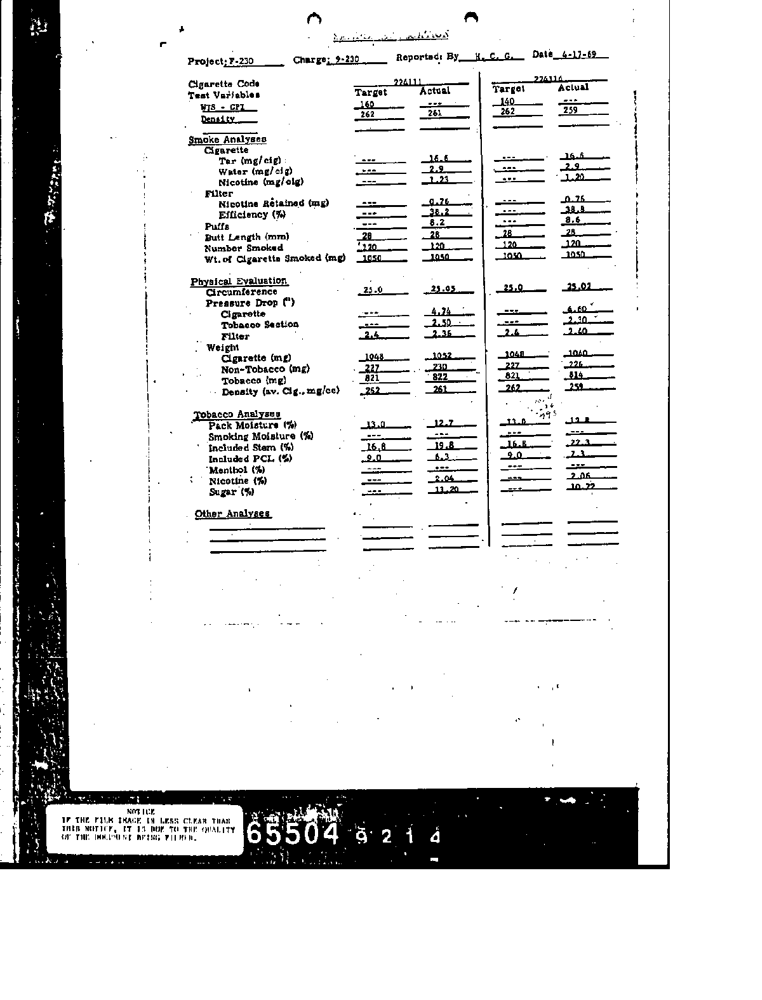 Project: F-230 Charge: 9-230 Reported: By H. C. G. Date 4-17-69
Cigarette Code 226111
Test Variables Target Actual Target Actual
WTS - GPI 160 --- 140 ---
Density 262 261 262 259
Smoke Analyses
Cigarette
Tar (mg/cig) --- 16.6 --- 16.6
Water (mg/cig) --- 2.9 --- 2.9
Nicotine (mg/cig) --- 1.23 --- 1.20
Filter
Nicotine Retained (mg) --- 0.76 --- 0.76
Efficiency (%) --- 38.2 --- 38.8
Puffs --- 8.2 --- 8.6
Butt Length (mm) 28 28 28 28
Number Smoked 120 120 120 120
Wt. of Cigarette Smoked (mg) 1050 1050 1050 1050
Physical Evaluation
Circumference 25.0 25.05 25.0 25.02
Pressure Drop (")
Cigarette --- 4.74 --- 4.60
Tobacco Section --- 2.50 --- 2.30
Filter 2.4 2.36 2.4 2.40
Weight
Cigarette (mg) 1048 1052 1048 1040
Non-Tobacco (mg) 227 230 227 226
Tobacco (mg) 821 822 821 814
Density (av. Cig., mg/cc) 262 261 262 259
Tobacco Analyses
Pack Moisture (%) 13.0 12.7 13.0
Smoking Moisture (%) --- --- --- ---
Included Stem (%) 16.8 19.8 16.8 22.3
Included PCL (%) 9.0 6.3 9.0 7.3
Menthol (%) --- --- --- ---
Nicotine (%) --- 2.04 --- 2.06
Sugar (%) --- 11.20 --- 10.72
Other Analyses
NOTICE
IF THE FILM IMAGE IS LESS CLEAR THAN
THIS NOTICE, IT IS DUE TO THE QUALITY
OF THE DOCUMENT BEING FILMED.
65504 9214